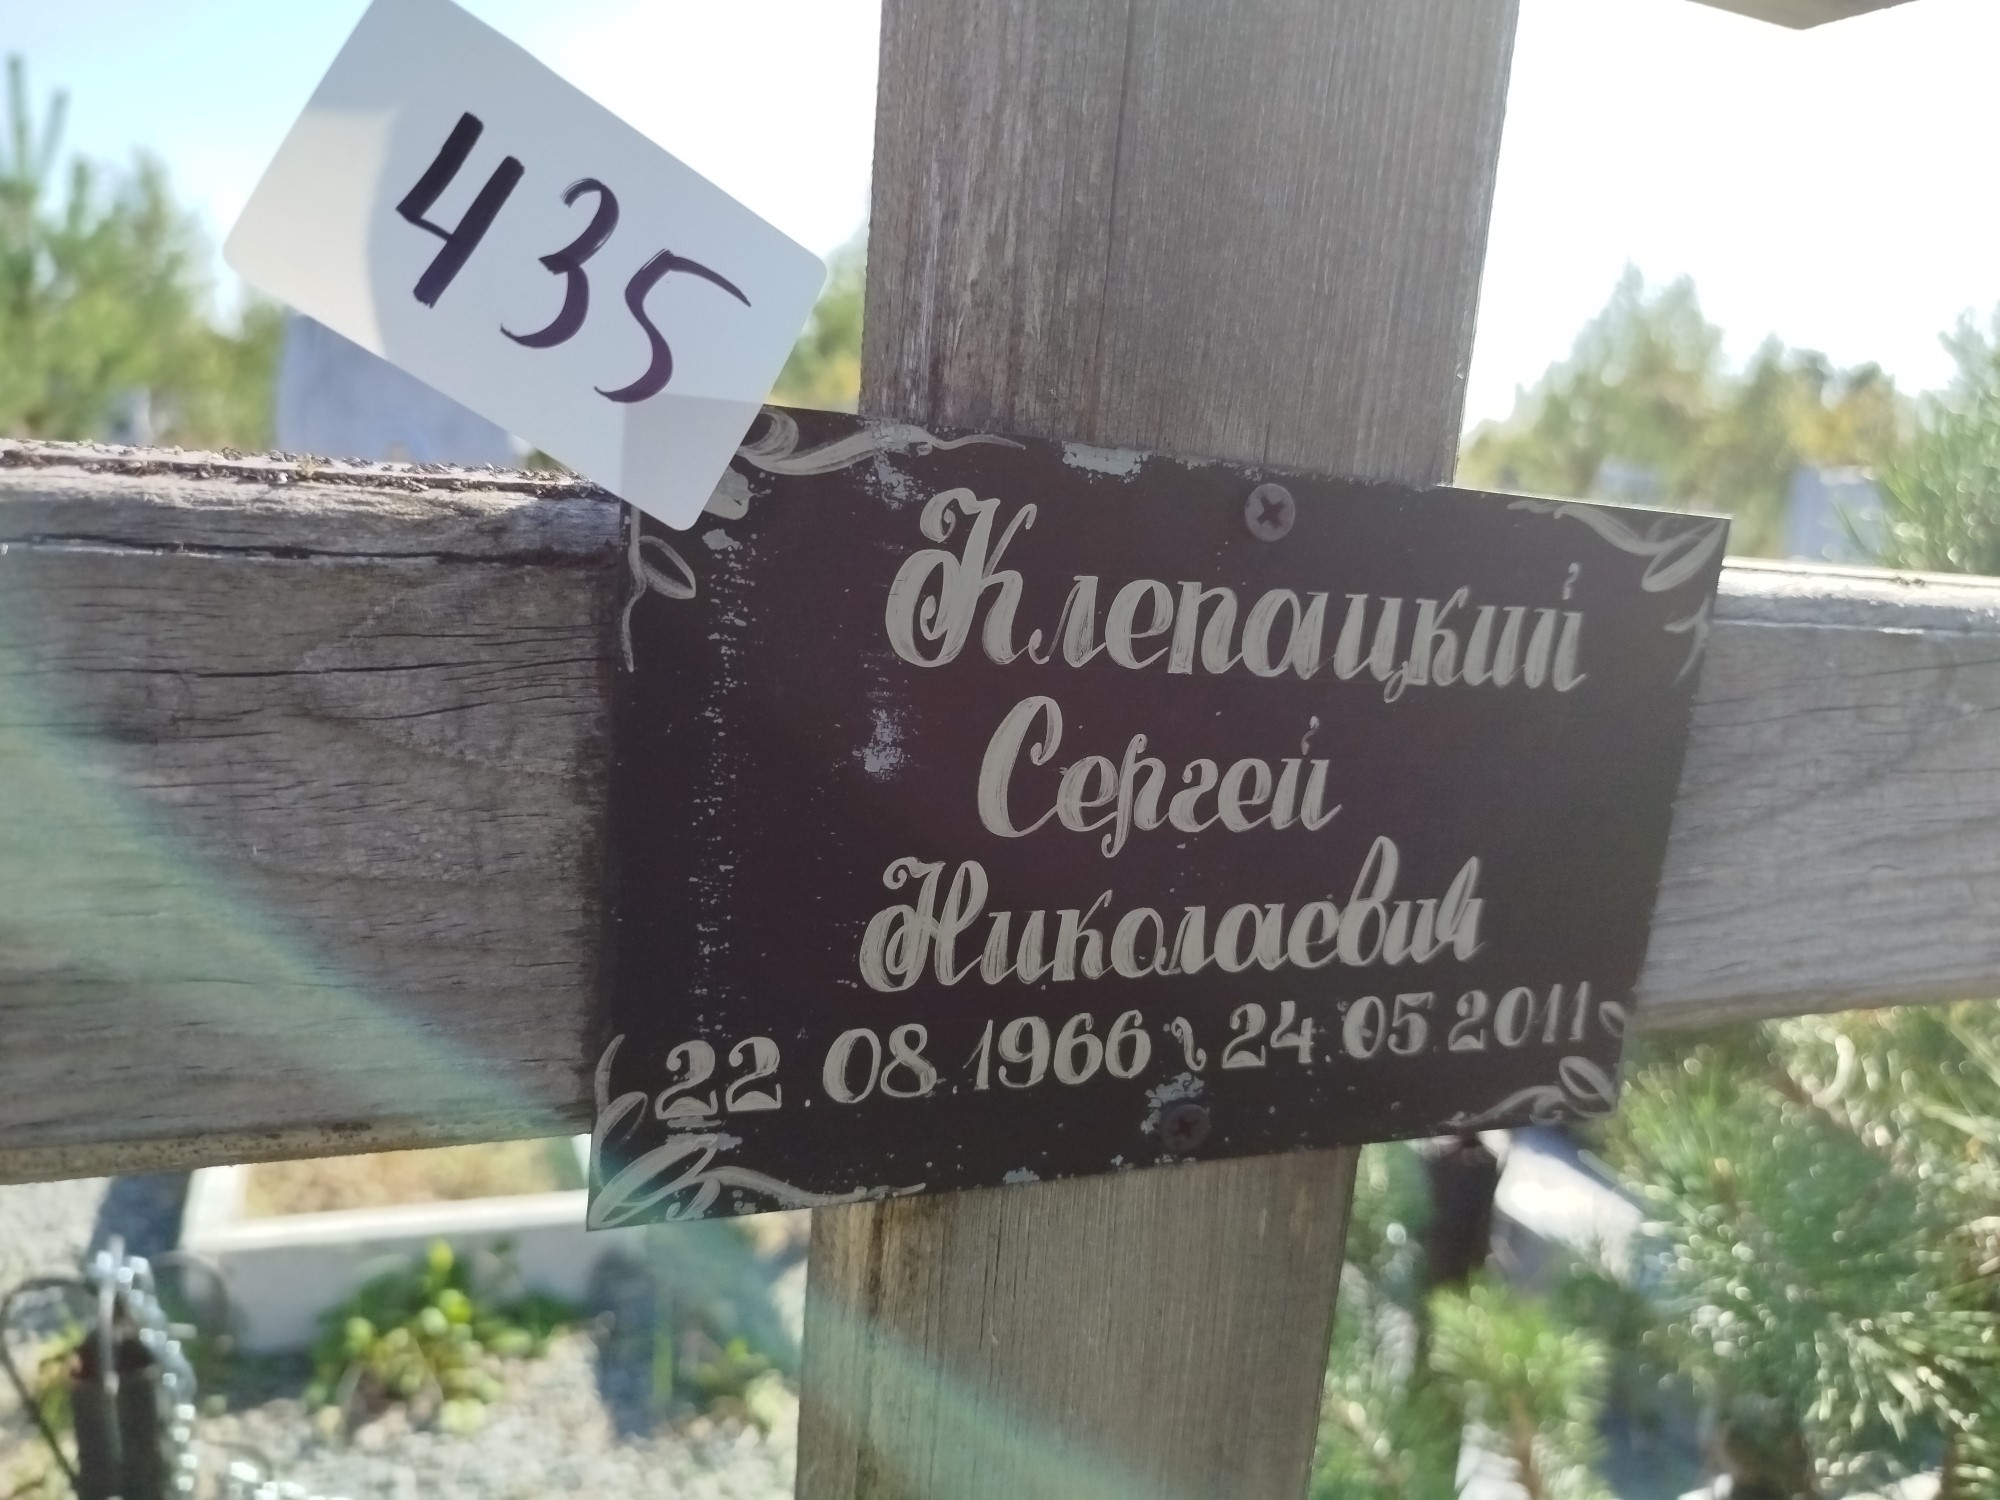 435
Клепацкий
Сергей
Николаевич
22.08.1966 ~ 24.05.2011